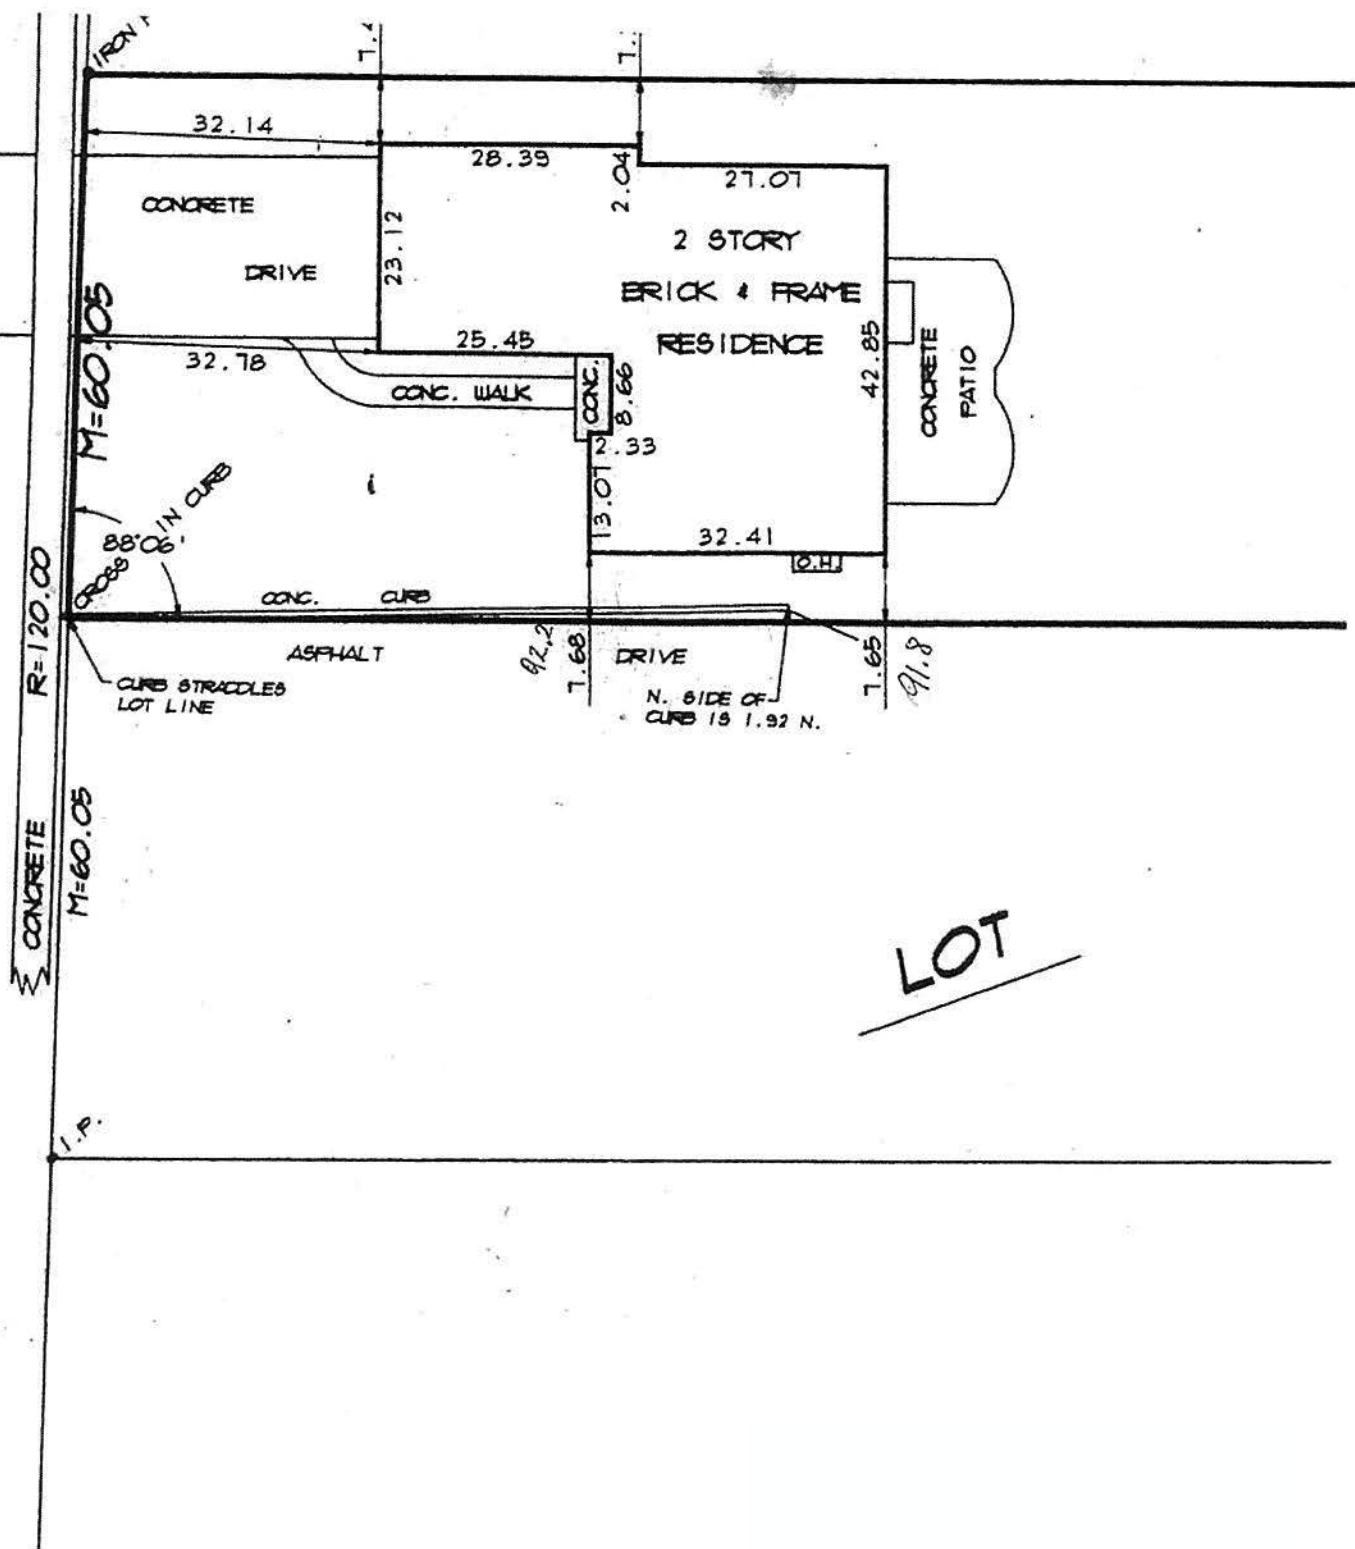 32.14
28.39
2.04
27.07
CONCRETE
DRIVE
23.12
2 STORY
BRICK & FRAME
RESIDENCE
M=60.05
32.78
25.45
CONC. WALK
CONC.
8.66
2.33
13.07
42.85
CONCRETE
PATIO
CROSS IN CURB
88°06'
32.41
O.H.
CONC. CURB
R=120.00
ASPHALT
DRIVE
92.2
7.68
7.65
91.8
CURB STRADDLES
LOT LINE
N. SIDE OF
CURB IS 1.92 N.
CONCRETE
M=60.05
LOT
I.P.